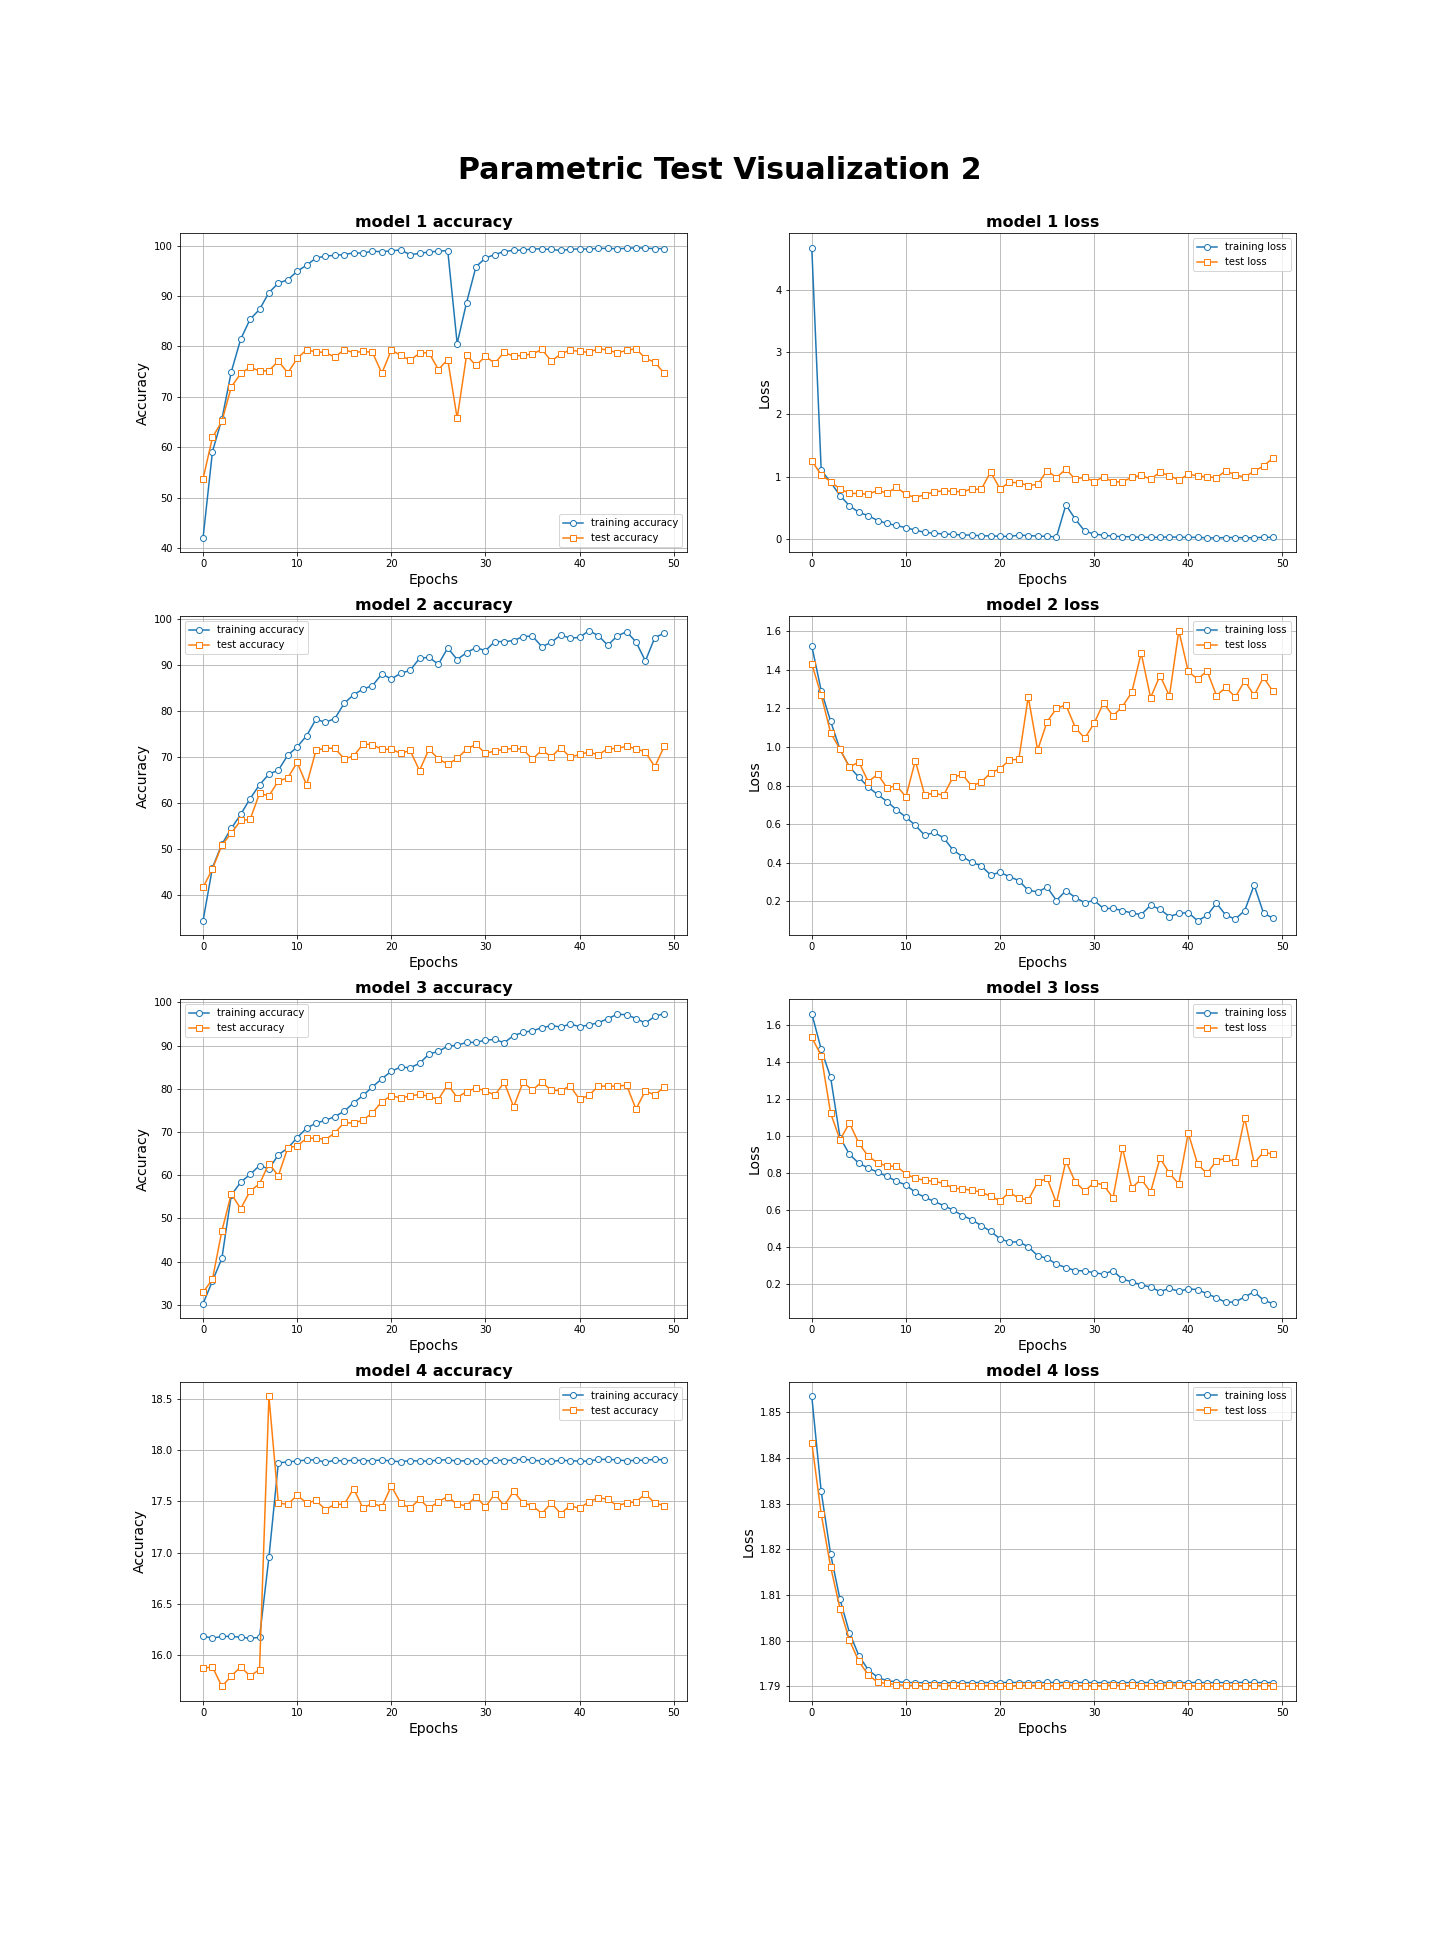 Parametric Test Visualization 2
model 1 accuracy
100
90
80
70
60
50
40
Accuracy
training accuracy
test accuracy
0 10 20 30 40 50
Epochs
model 1 loss
4
3
2
1
0
Loss
training loss
test loss
0 10 20 30 40 50
Epochs
model 2 accuracy
100
90
80
70
60
50
40
Accuracy
training accuracy
test accuracy
0 10 20 30 40 50
Epochs
model 2 loss
1.6
1.4
1.2
1.0
0.8
0.6
0.4
0.2
Loss
training loss
test loss
0 10 20 30 40 50
Epochs
model 3 accuracy
100
90
80
70
60
50
40
30
Accuracy
training accuracy
test accuracy
0 10 20 30 40 50
Epochs
model 3 loss
1.6
1.4
1.2
1.0
0.8
0.6
0.4
0.2
Loss
training loss
test loss
0 10 20 30 40 50
Epochs
model 4 accuracy
18.5
18.0
17.5
17.0
16.5
16.0
Accuracy
training accuracy
test accuracy
0 10 20 30 40 50
Epochs
model 4 loss
1.85
1.84
1.83
1.82
1.81
1.80
1.79
Loss
training loss
test loss
0 10 20 30 40 50
Epochs